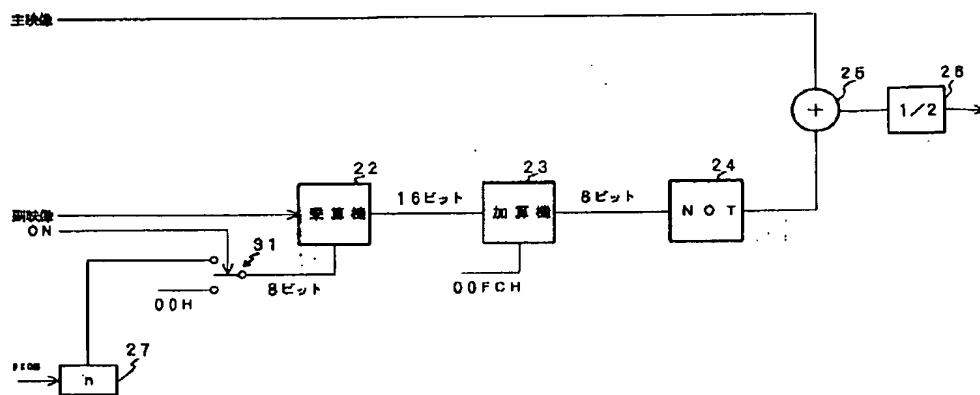 主映像
25
26
+
1/2
22
23
24
副映像
乗算機
16ビット
加算機
8ビット
NOT
ON
31
8ビット
00H
00FCH
27
n